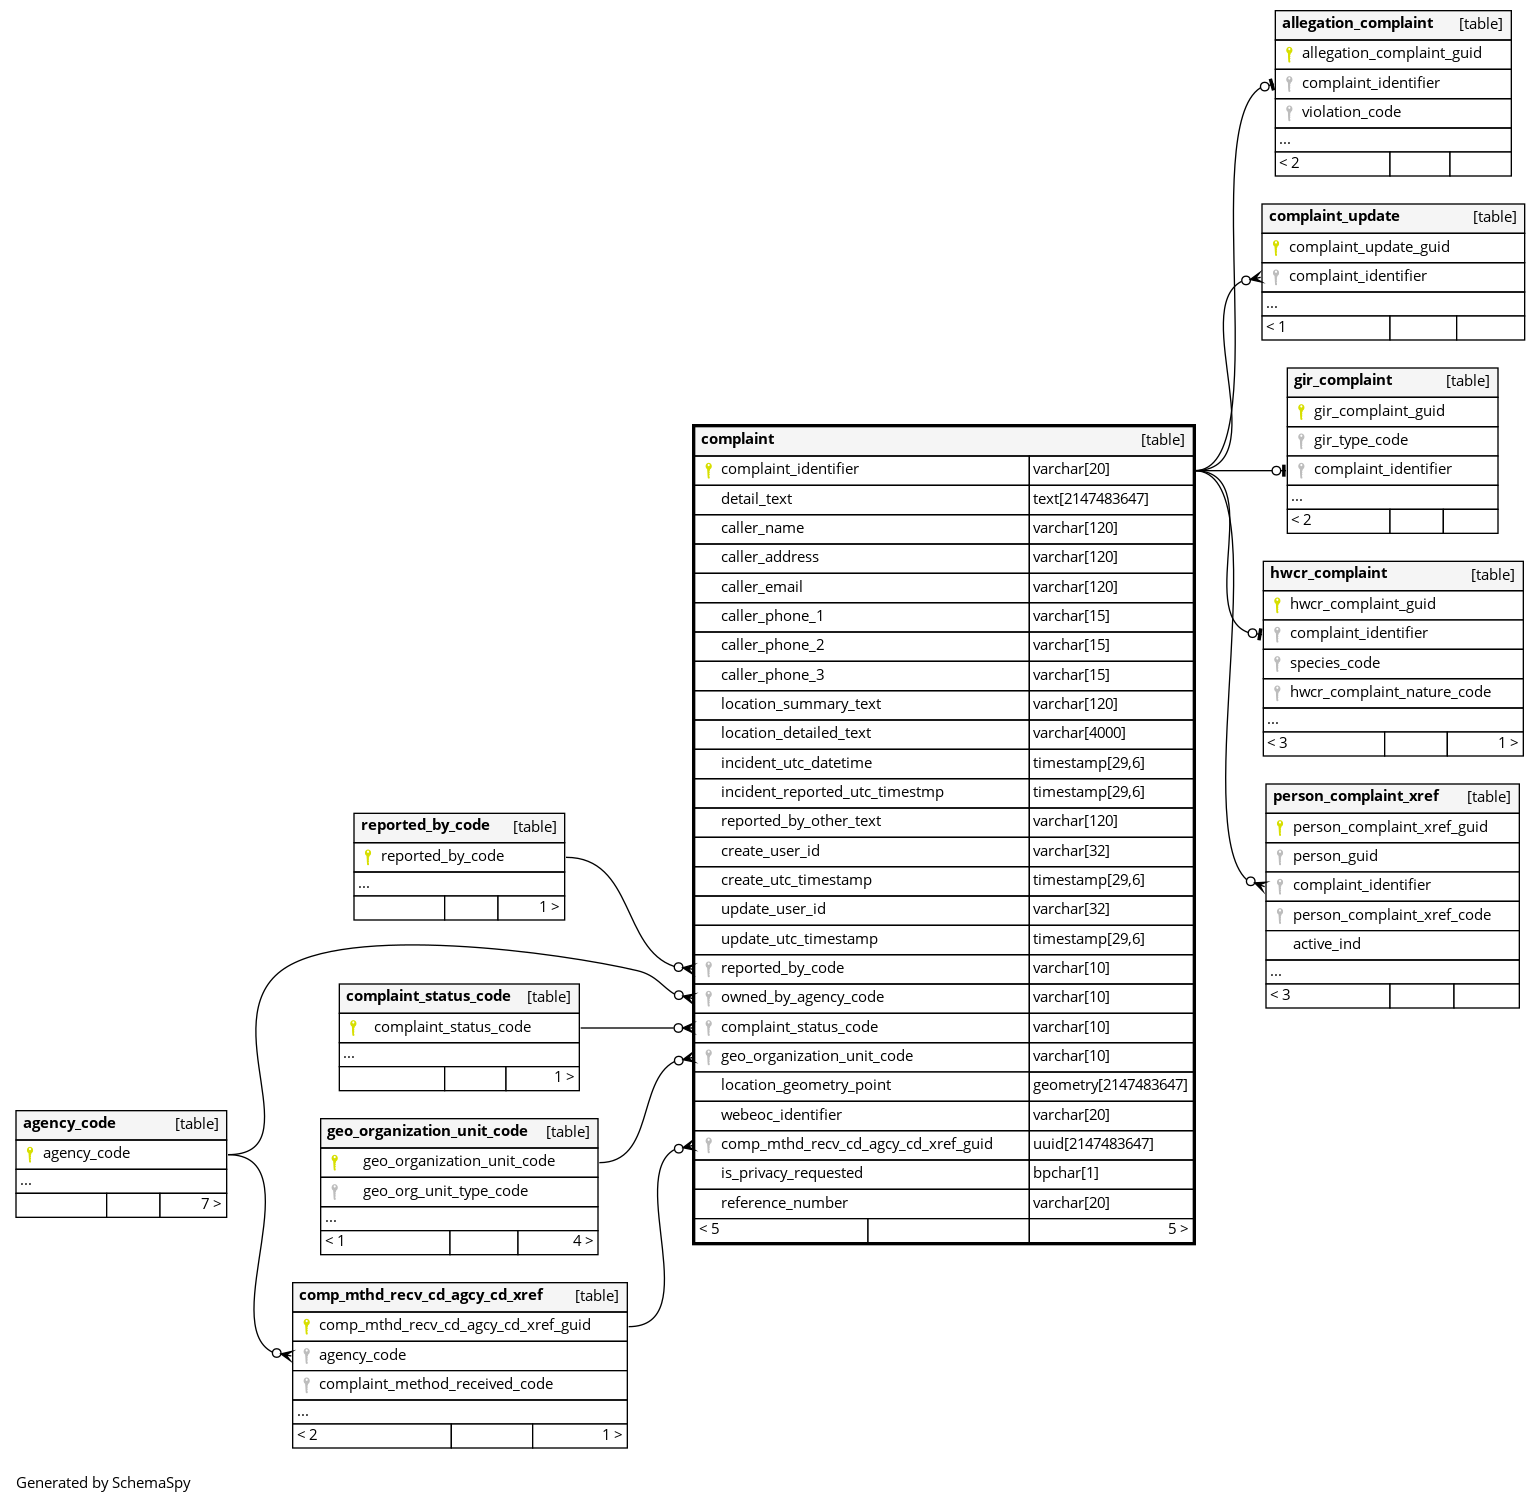 allegation_complaint [table]
allegation_complaint_guid
complaint_identifier
violation_code
...
< 2
complaint_update [table]
complaint_update_guid
complaint_identifier
...
< 1
gir_complaint [table]
gir_complaint_guid
gir_type_code
complaint_identifier
...
< 2
hwcr_complaint [table]
hwcr_complaint_guid
complaint_identifier
species_code
hwcr_complaint_nature_code
...
< 3 1 >
person_complaint_xref [table]
person_complaint_xref_guid
person_guid
complaint_identifier
person_complaint_xref_code
active_ind
...
< 3
complaint [table]
complaint_identifier varchar[20]
detail_text text[2147483647]
caller_name varchar[120]
caller_address varchar[120]
caller_email varchar[120]
caller_phone_1 varchar[15]
caller_phone_2 varchar[15]
caller_phone_3 varchar[15]
location_summary_text varchar[120]
location_detailed_text varchar[4000]
incident_utc_datetime timestamp[29,6]
incident_reported_utc_timestmp timestamp[29,6]
reported_by_other_text varchar[120]
create_user_id varchar[32]
create_utc_timestamp timestamp[29,6]
update_user_id varchar[32]
update_utc_timestamp timestamp[29,6]
reported_by_code varchar[10]
owned_by_agency_code varchar[10]
complaint_status_code varchar[10]
geo_organization_unit_code varchar[10]
location_geometry_point geometry[2147483647]
webeoc_identifier varchar[20]
comp_mthd_recv_cd_agcy_cd_xref_guid uuid[2147483647]
is_privacy_requested bpchar[1]
reference_number varchar[20]
< 5 5 >
reported_by_code [table]
reported_by_code
...
1 >
complaint_status_code [table]
complaint_status_code
...
1 >
agency_code [table]
agency_code
...
7 >
geo_organization_unit_code [table]
geo_organization_unit_code
geo_org_unit_type_code
...
< 1 4 >
comp_mthd_recv_cd_agcy_cd_xref [table]
comp_mthd_recv_cd_agcy_cd_xref_guid
agency_code
complaint_method_received_code
...
< 2 1 >
Generated by SchemaSpy